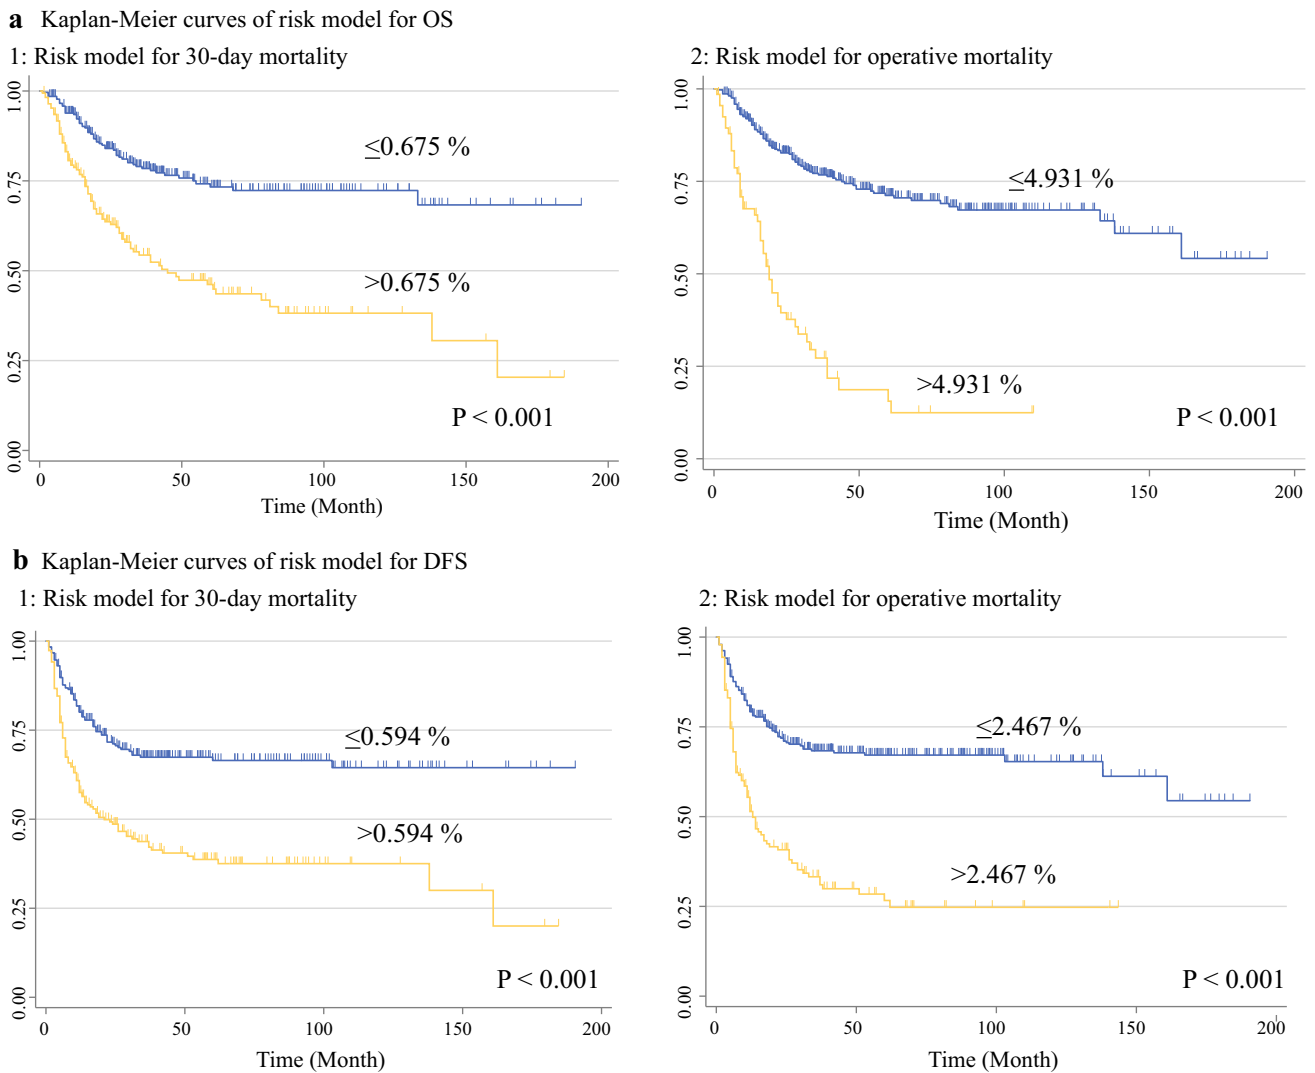 a Kaplan-Meier curves of risk model for OS
1: Risk model for 30-day mortality
1.00
0.75
0.50
0.25
0.00
≤0.675 %
>0.675 %
P < 0.001
0 50 100 150 200
Time (Month)
2: Risk model for operative mortality
1.00
0.75
0.50
0.25
0.00
≤4.931 %
>4.931 %
P < 0.001
0 50 100 150 200
Time (Month)
b Kaplan-Meier curves of risk model for DFS
1: Risk model for 30-day mortality
1.00
0.75
0.50
0.25
0.00
≤0.594 %
>0.594 %
P < 0.001
0 50 100 150 200
Time (Month)
2: Risk model for operative mortality
1.00
0.75
0.50
0.25
0.00
≤2.467 %
>2.467 %
P < 0.001
0 50 100 150 200
Time (Month)